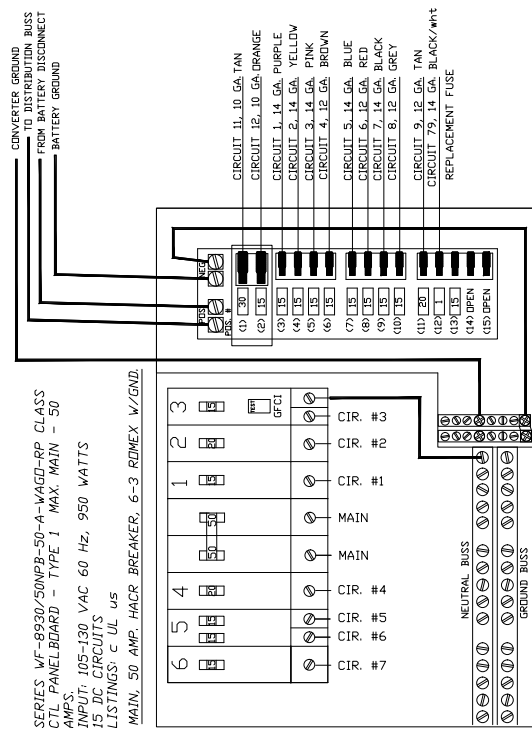 CONVERTER GROUND
TO DISTRIBUTION BUSS
FROM BATTERY DISCONNECT
BATTERY GROUND
SERIES WF-8930/50NPB-50-A-WAGO-RP CLASS
CTL PANELBOARD - TYPE 1 MAX. MAIN - 50
AMPS.
INPUT: 105-130 VAC 60 Hz, 950 WATTS
15 DC CIRCUITS
LISTINGS: c UL us
MAIN, 50 AMP. HACR BREAKER, 6-3 ROMEX W/GND.
POS.
NEG
POS. #
(1) 30 CIRCUIT 11, 10 GA. TAN
(2) 15 CIRCUIT 12, 10 GA. ORANGE
(3) 15 CIRCUIT 1, 14 GA. PURPLE
(4) 15 CIRCUIT 2, 14 GA. YELLOW
(5) 15 CIRCUIT 3, 14 GA. PINK
(6) 15 CIRCUIT 4, 12 GA. BROWN
(7) 15 CIRCUIT 5, 14 GA. BLUE
(8) 15 CIRCUIT 6, 12 GA. RED
(9) 15 CIRCUIT 7, 14 GA. BLACK
(10) 15 CIRCUIT 8, 12 GA. GREY
(11) 20 CIRCUIT 9, 12 GA. TAN
(12) 1 CIRCUIT 79, 14 GA. BLACK/wht
(13) 15 REPLACEMENT FUSE
(14) OPEN
(15) OPEN
3 15 TEST GFCI CIR. #3
2 20 CIR. #2
1 15 CIR. #1
50 MAIN
50 MAIN
4 20 CIR. #4
5 15 CIR. #5
15 CIR. #6
6 15 CIR. #7
NEUTRAL BUSS
GROUND BUSS